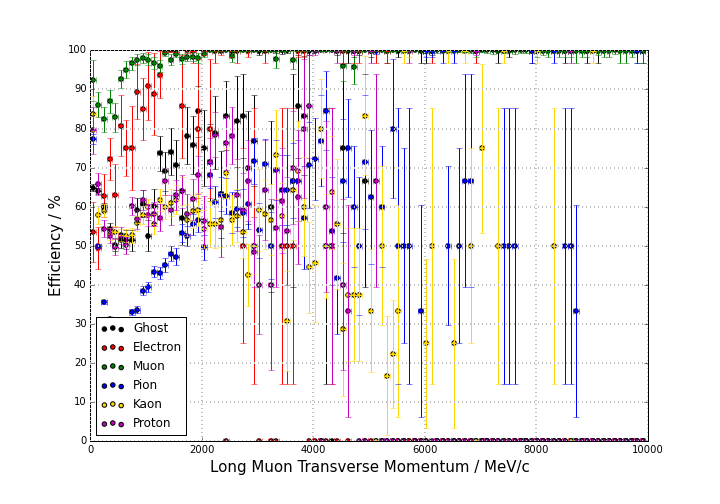 100
90
80
70
60
50
40
30
20
10
0
Efficiency / %
Ghost
Electron
Muon
Pion
Kaon
Proton
0 2000 4000 6000 8000 10000
Long Muon Transverse Momentum / MeV/c